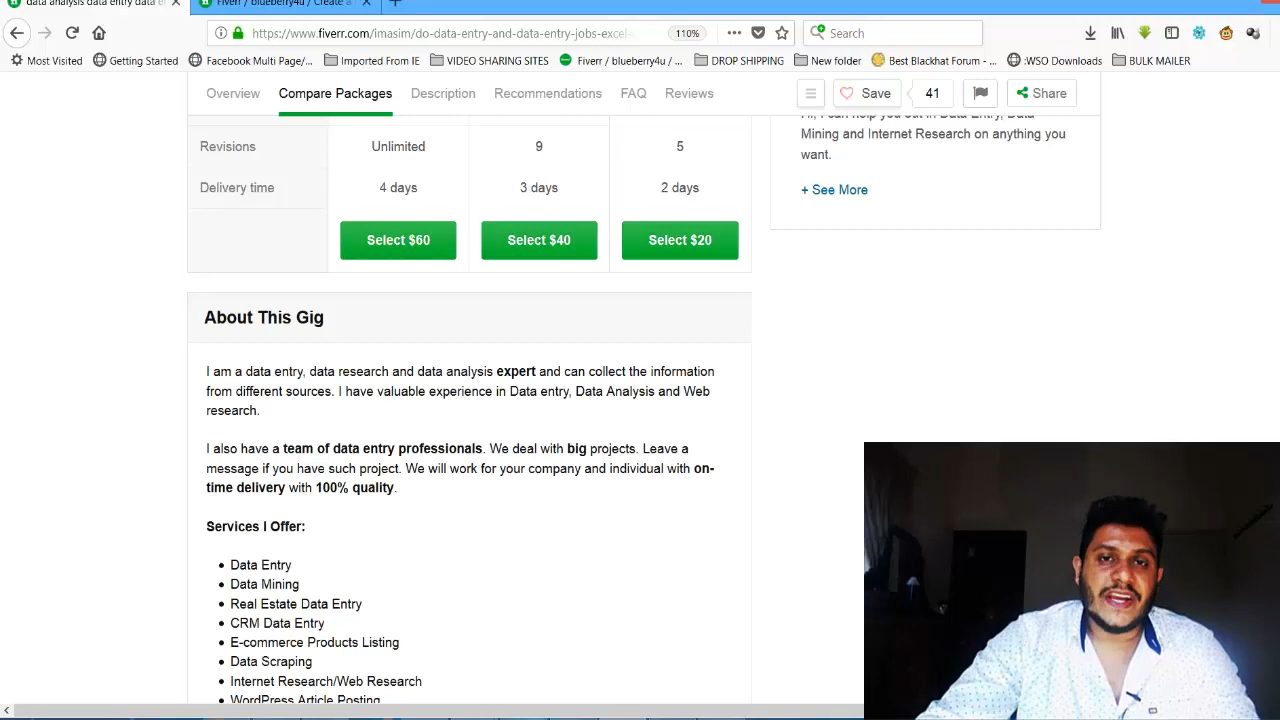 data analysis data entry data e
Fiverr / blueberry4u / Create a
https://www.fiverr.com/imasim/do-data-entry-and-data-entry-jobs-excel-
110%
Search
Most Visited
Getting Started
Facebook Multi Page/...
Imported From IE
VIDEO SHARING SITES
Fiverr / blueberry4u / ...
DROP SHIPPING
New folder
Best Blackhat Forum - ...
:WSO Downloads
BULK MAILER
Overview
Compare Packages
Description
Recommendations
FAQ
Reviews
Save
41
Share
Hi, I can help you out in Data Entry, Data
Mining and Internet Research on anything you
want.
+ See More
Revisions Unlimited 9 5
Delivery time 4 days 3 days 2 days
Select $60 Select $40 Select $20
About This Gig
I am a data entry, data research and data analysis expert and can collect the information
from different sources. I have valuable experience in Data entry, Data Analysis and Web
research.
I also have a team of data entry professionals. We deal with big projects. Leave a
message if you have such project. We will work for your company and individual with on-
time delivery with 100% quality.
Services I Offer:
Data Entry
Data Mining
Real Estate Data Entry
CRM Data Entry
E-commerce Products Listing
Data Scraping
Internet Research/Web Research
WordPress Article Posting